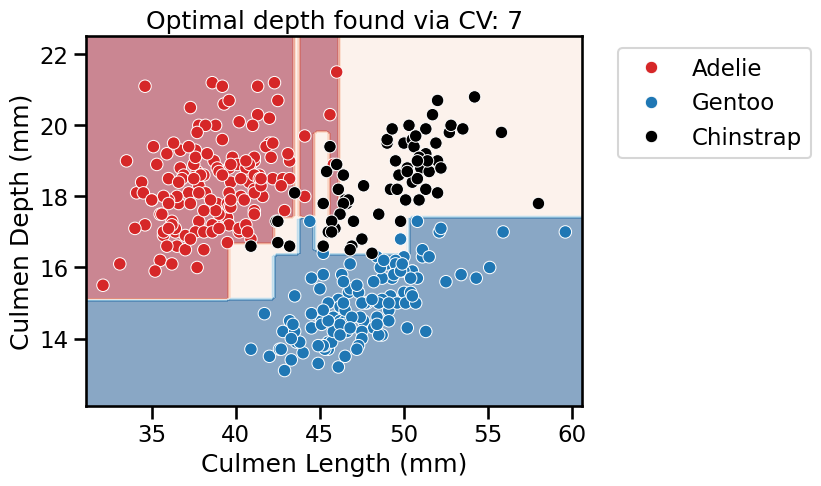 Optimal depth found via CV: 7
Culmen Depth (mm)
22
20
18
16
14
35 40 45 50 55 60
Culmen Length (mm)
Adelie
Gentoo
Chinstrap